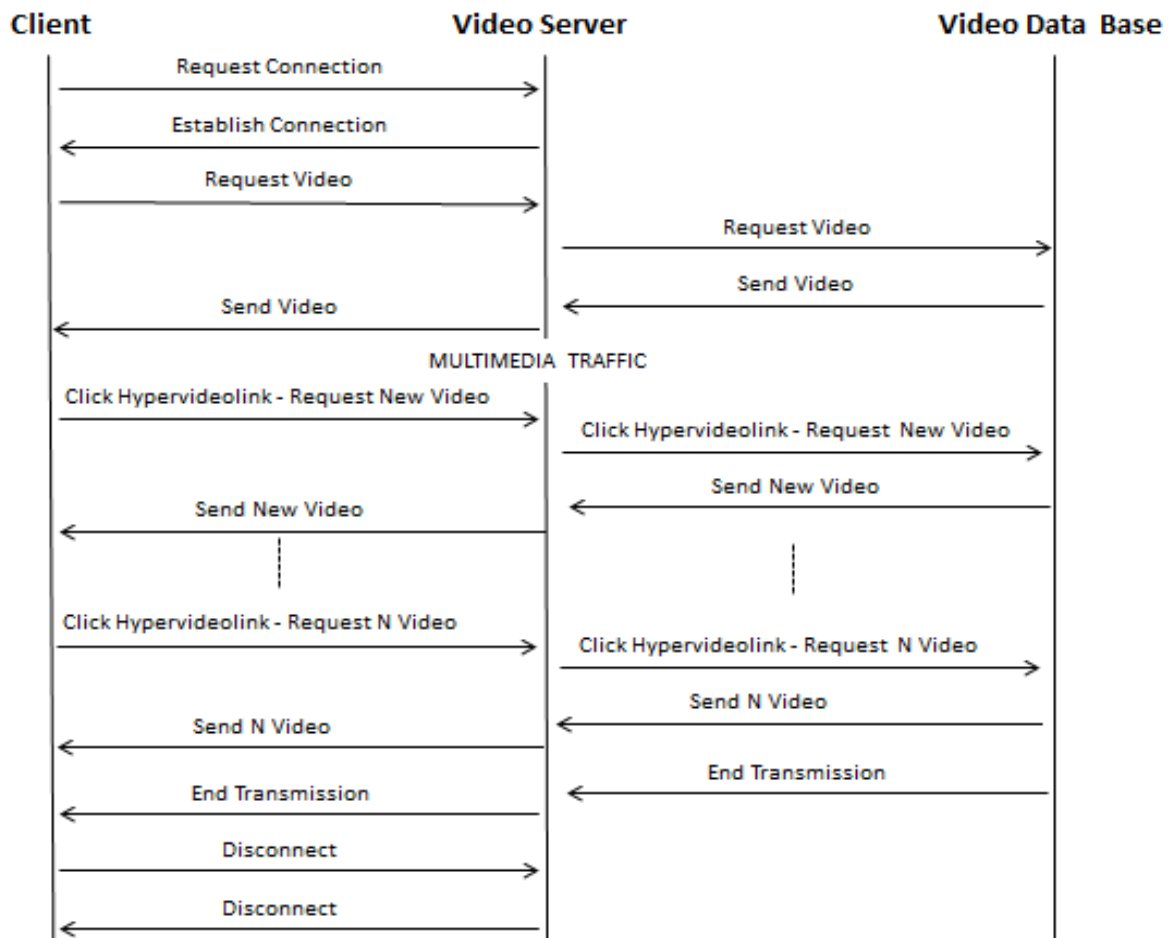 Client
Video Server
Video Data Base
Request Connection
Establish Connection
Request Video
Request Video
Send Video
Send Video
MULTIMEDIA TRAFFIC
Click Hypervideolink - Request New Video
Click Hypervideolink - Request New Video
Send New Video
Send New Video
Click Hypervideolink - Request N Video
Click Hypervideolink - Request N Video
Send N Video
Send N Video
End Transmission
End Transmission
Disconnect
Disconnect